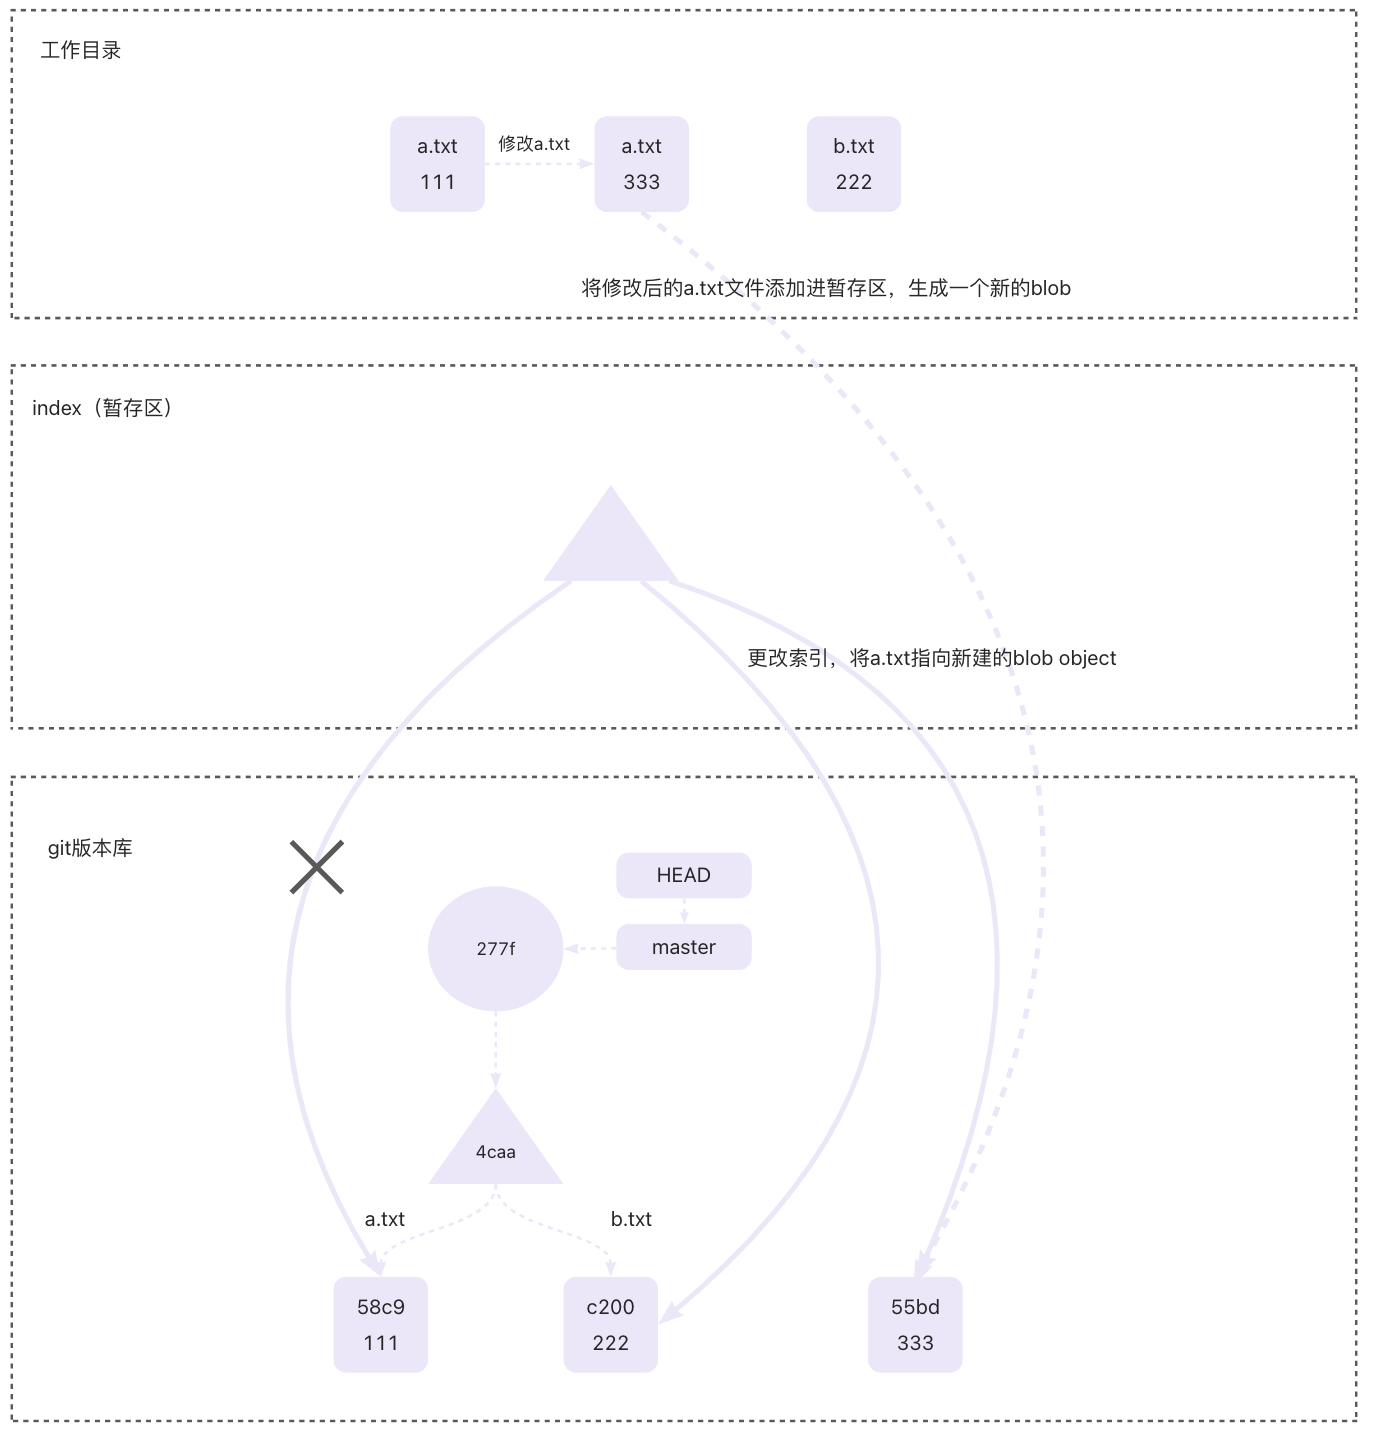 工作目录
a.txt
111
修改a.txt
a.txt
333
b.txt
222
将修改后的a.txt文件添加进暂存区，生成一个新的blob
index（暂存区）
更改索引，将a.txt指向新建的blob object
git版本库
HEAD
277f
master
4caa
a.txt
b.txt
58c9
111
c200
222
55bd
333